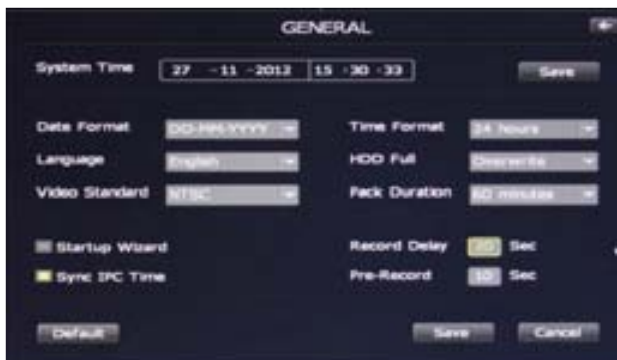 GENERAL
System Time 27 -11 -2012 15 -30 -33 Save
Date Format DD-MM-YYYY Time Format 24 hours
Language English HDD Full Overwrite
Video Standard NTSC Pack Duration 60 minutes
Startup Wizard Record Delay Sec
Sync IPC Time Pre-Record 10 Sec
Default Save Cancel